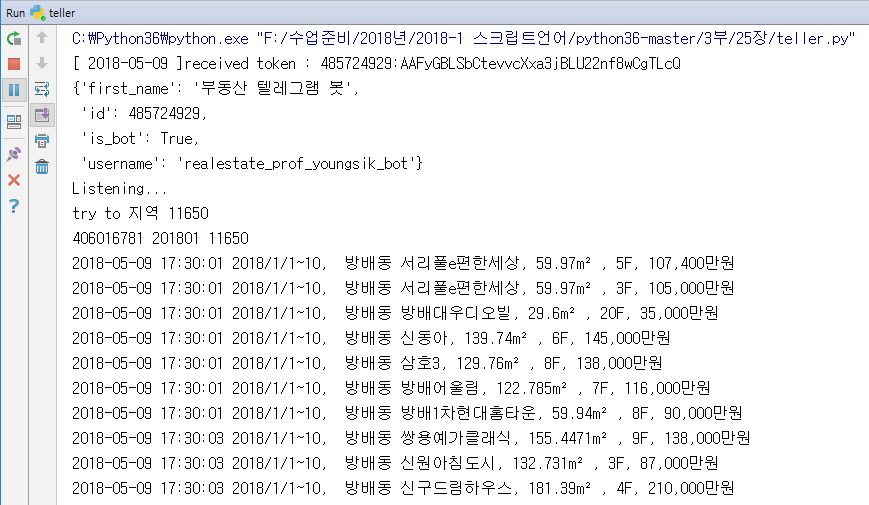 Run teller
C:\Python36\python.exe "F:/수업준비/2018년/2018-1 스크립트언어/python36-master/3부/25장/teller.py"
[ 2018-05-09 ]received token : 485724929:AAFyGBLSbCtevvcXxa3jBLU22nf8wCgTLcQ
{'first_name': '부동산 텔레그램 봇',
 'id': 485724929,
 'is_bot': True,
 'username': 'realestate_prof_youngsik_bot'}
Listening...
try to 지역 11650
406016781 201801 11650
2018-05-09 17:30:01 2018/1/1~10,  방배동 서리풀e편한세상, 59.97m² , 5F, 107,400만원
2018-05-09 17:30:01 2018/1/1~10,  방배동 서리풀e편한세상, 59.97m² , 3F, 105,000만원
2018-05-09 17:30:01 2018/1/1~10,  방배동 방배대우디오빌, 29.6m² , 20F, 35,000만원
2018-05-09 17:30:01 2018/1/1~10,  방배동 신동아, 139.74m² , 6F, 145,000만원
2018-05-09 17:30:01 2018/1/1~10,  방배동 삼호3, 129.76m² , 8F, 138,000만원
2018-05-09 17:30:01 2018/1/1~10,  방배동 방배어울림, 122.785m² , 7F, 116,000만원
2018-05-09 17:30:01 2018/1/1~10,  방배동 방배1차현대홈타운, 59.94m² , 8F, 90,000만원
2018-05-09 17:30:03 2018/1/1~10,  방배동 쌍용예가클래식, 155.4471m² , 9F, 138,000만원
2018-05-09 17:30:03 2018/1/1~10,  방배동 신원아침도시, 132.731m² , 3F, 87,000만원
2018-05-09 17:30:03 2018/1/1~10,  방배동 신구드림하우스, 181.39m² , 4F, 210,000만원